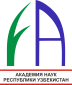 АКАДЕМИЯ НАУК
РЕСПУБЛИКИ УЗБЕКИСТАН